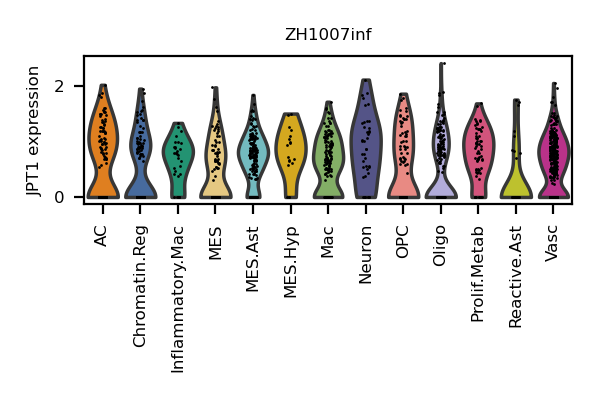 ZH1007inf
JPT1 expression
2
0
AC
Chromatin.Reg
Inflammatory.Mac
MES
MES.Ast
MES.Hyp
Mac
Neuron
OPC
Oligo
Prolif.Metab
Reactive.Ast
Vasc